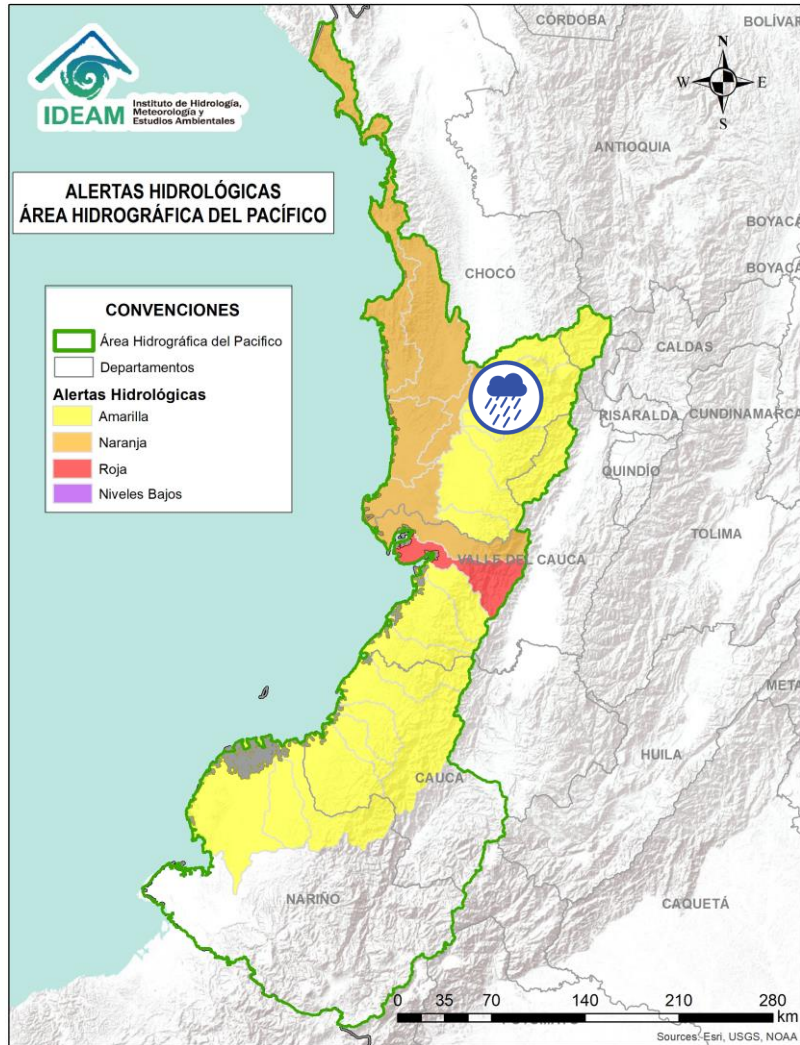 CÓRDOBA
BOLÍVAR
N
W
E
S
IDEAM
Instituto de Hidrología,
Meteorología y
Estudios Ambientales
ANTIOQUIA
ALERTAS HIDROLÓGICAS
ÁREA HIDROGRÁFICA DEL PACÍFICO
BOYACÁ
BOYACÁ
CHOCÓ
CONVENCIONES
Área Hidrográfica del Pacifico
Departamentos
Alertas Hidrológicas
Amarilla
Naranja
Roja
Niveles Bajos
CALDAS
RISARALDA
CUNDINAMARCA
QUINDÍO
TOLIMA
VALLE DEL CAUCA
META
HUILA
CAUCA
NARIÑO
CAQUETÁ
0 35 70 140 210 280
km
Sources: Esri, USGS, NOAA